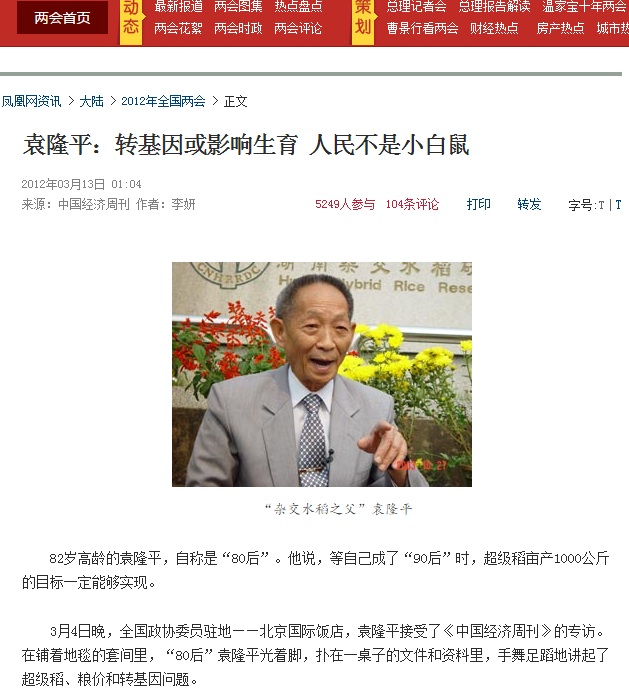 两会首页
动态
最新报道 两会图集 热点盘点
两会花絮 两会时政 两会评论
策划
总理记者会 总理报告解读 温家宝十年两会
曹景行看两会 财经热点 房产热点 城市热
凤凰网资讯 > 大陆 > 2012年全国两会 > 正文
袁隆平：转基因或影响生育 人民不是小白鼠
2012年03月13日 01:04
来源：中国经济周刊 作者：李妍
5249人参与 104条评论 打印 转发 字号:T|T
CNHRRDC
湖南杂交水稻研
Hybrid Rice Rese
“杂交水稻之父”袁隆平
82岁高龄的袁隆平，自称是“80后”。他说，等自己成了“90后”时，超级稻亩产1000公斤
的目标一定能够实现。
3月4日晚，全国政协委员驻地——北京国际饭店，袁隆平接受了《中国经济周刊》的专访。
在铺着地毯的套间里，“80后”袁隆平光着脚，扑在一桌子的文件和资料里，手舞足蹈地讲起了
超级稻、粮价和转基因问题。